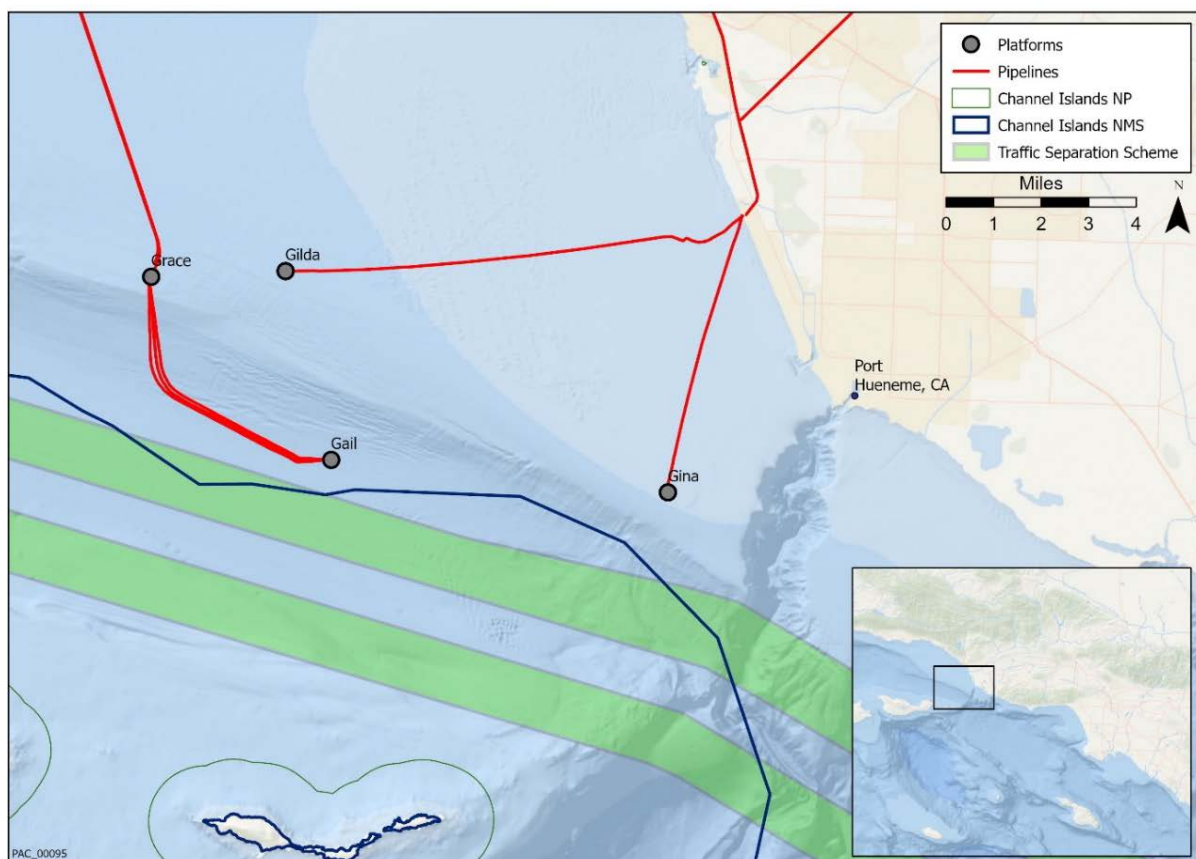 Platforms
Pipelines
Channel Islands NP
Channel Islands NMS
Traffic Separation Scheme
Miles
0 1 2 3 4
N
Grace
Gilda
Port
Hueneme, CA
Gail
Gina
PAC_00095